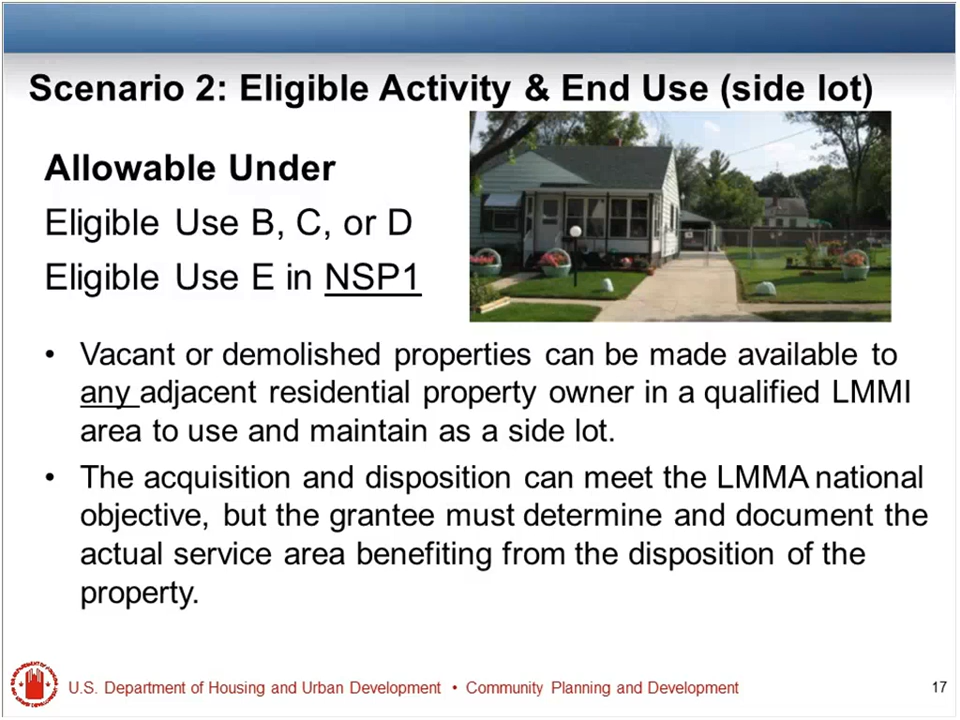 Scenario 2: Eligible Activity & End Use (side lot)
Allowable Under
Eligible Use B, C, or D
Eligible Use E in NSP1
• Vacant or demolished properties can be made available to
any adjacent residential property owner in a qualified LMMI
area to use and maintain as a side lot.
• The acquisition and disposition can meet the LMMA national
objective, but the grantee must determine and document the
actual service area benefiting from the disposition of the
property.
U.S. Department of Housing and Urban Development • Community Planning and Development
17